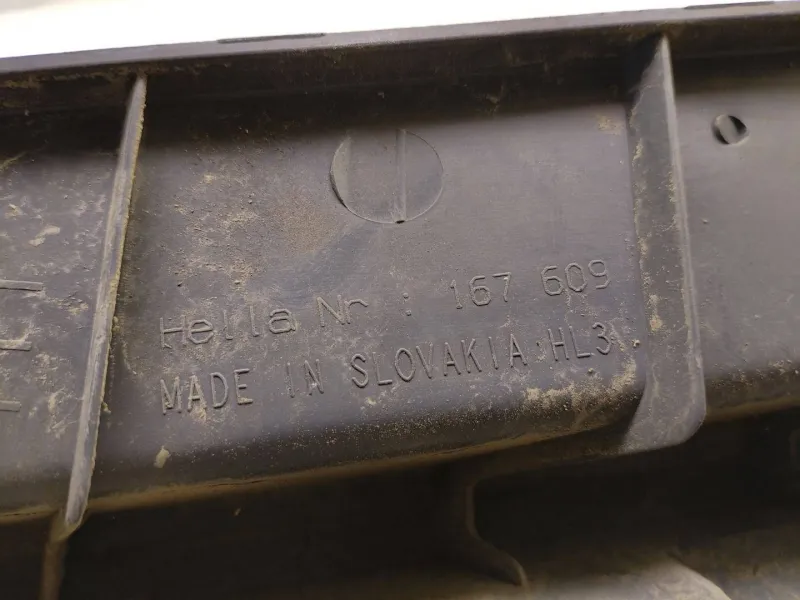 Hella Nr : 167 609
MADE IN SLOVAKIA HL3